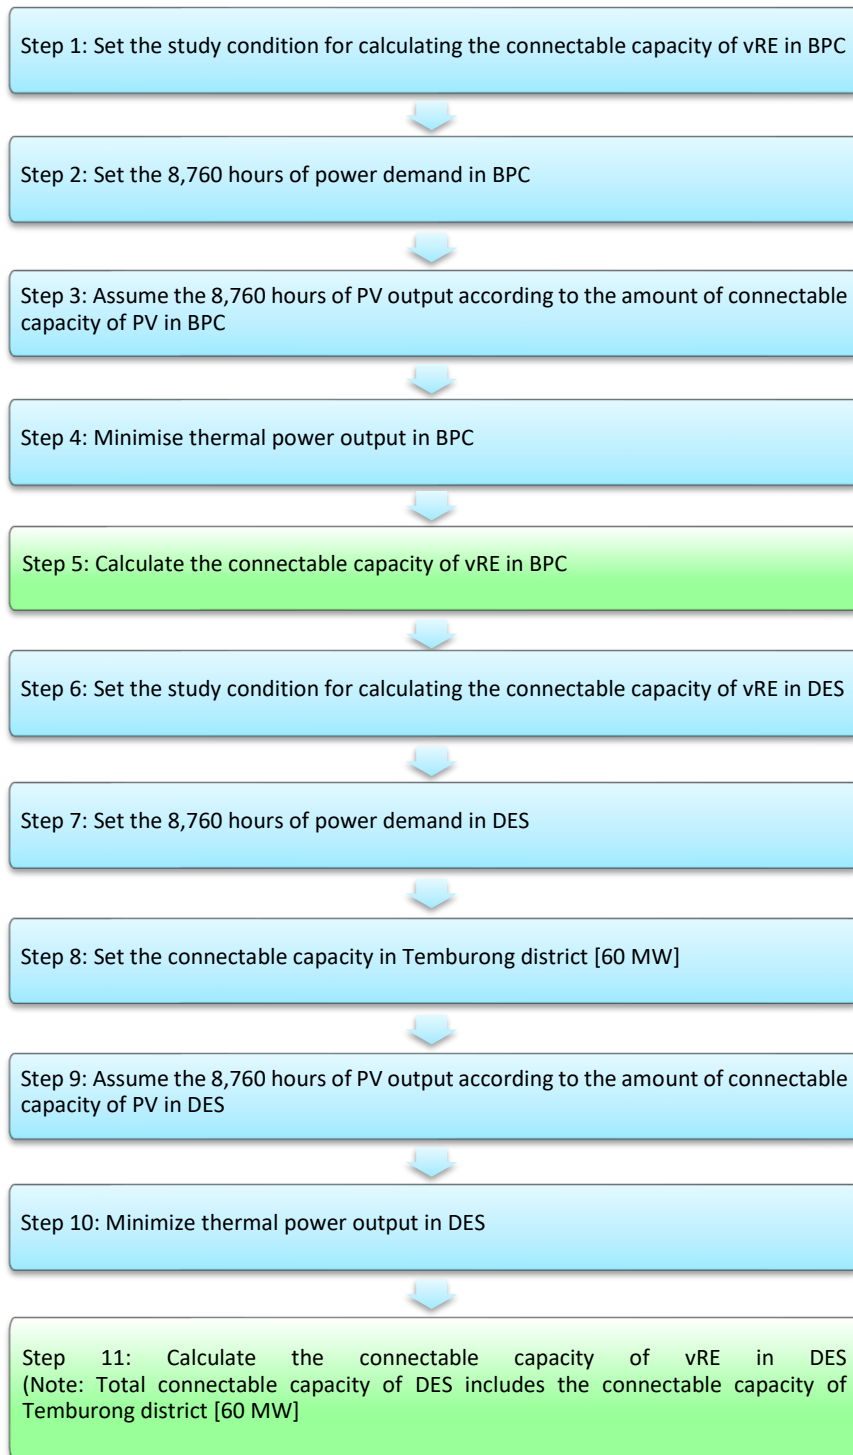 Step 1: Set the study condition for calculating the connectable capacity of vRE in BPC
Step 2: Set the 8,760 hours of power demand in BPC
Step 3: Assume the 8,760 hours of PV output according to the amount of connectable
capacity of PV in BPC
Step 4: Minimise thermal power output in BPC
Step 5: Calculate the connectable capacity of vRE in BPC
Step 6: Set the study condition for calculating the connectable capacity of vRE in DES
Step 7: Set the 8,760 hours of power demand in DES
Step 8: Set the connectable capacity in Temburong district [60 MW]
Step 9: Assume the 8,760 hours of PV output according to the amount of connectable
capacity of PV in DES
Step 10: Minimize thermal power output in DES
Step 11: Calculate the connectable capacity of vRE in DES
(Note: Total connectable capacity of DES includes the connectable capacity of
Temburong district [60 MW]